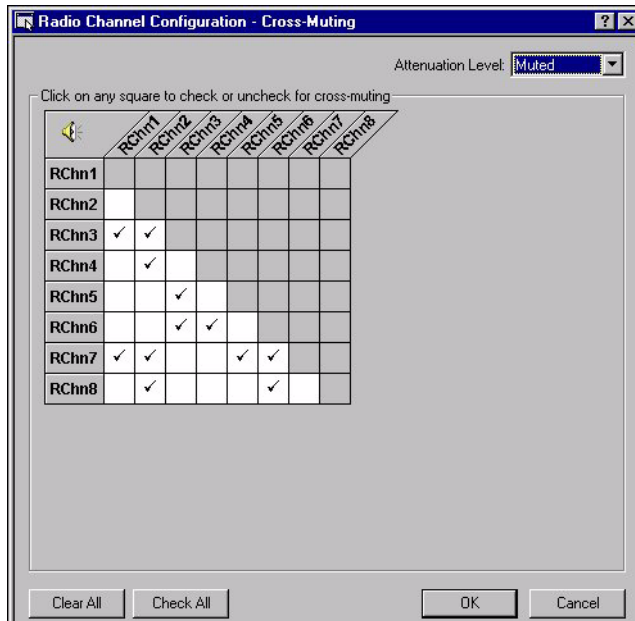 Radio Channel Configuration - Cross-Muting
Attenuation Level: Muted
Click on any square to check or uncheck for cross-muting
RChn1 RChn2 RChn3 RChn4 RChn5 RChn6 RChn7 RChn8
RChn1
RChn2
RChn3 ✓ ✓
RChn4 ✓
RChn5 ✓
RChn6 ✓ ✓
RChn7 ✓ ✓ ✓ ✓
RChn8 ✓ ✓
Clear All Check All OK Cancel